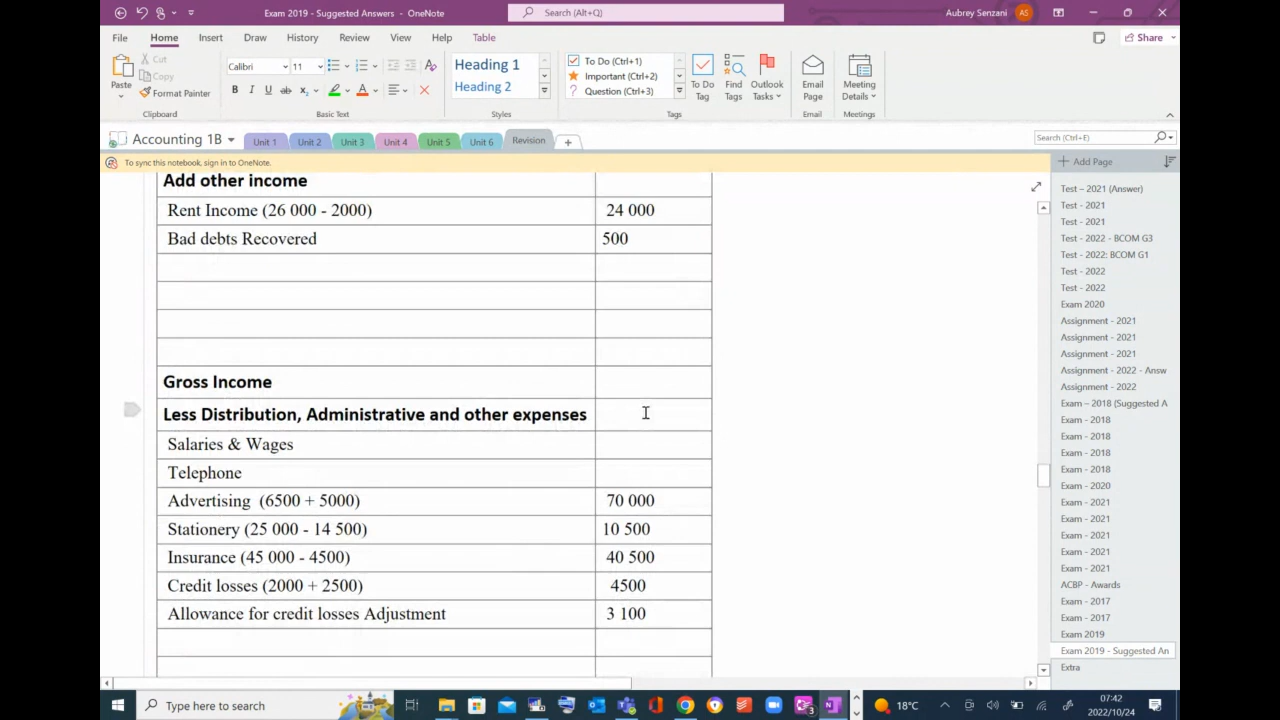 Exam 2019 - Suggested Answers - OneNote
Search (Alt+Q)
Aubrey Senzani
AS
File Home Insert Draw History Review View Help Table
Share
Paste
Cut
Copy
Format Painter
Clipboard
Calibri 11
B I U ab x
A
Basic Text
Heading 1
Heading 2
Styles
To Do (Ctrl+1)
Important (Ctrl+2)
Question (Ctrl+3)
To Do
Tag
Find
Tags
Outlook
Tasks
Tags
Email
Page
Email
Meeting
Details
Meetings
Accounting 1B
Unit 1 Unit 2 Unit 3 Unit 4 Unit 5 Unit 6 Revision
Search (Ctrl+E)
To sync this notebook, sign in to OneNote.
Add other income
Rent Income (26 000 - 2000) 24 000
Bad debts Recovered 500
Gross Income
Less Distribution, Administrative and other expenses
Salaries & Wages
Telephone
Advertising (6500 + 5000) 70 000
Stationery (25 000 - 14 500) 10 500
Insurance (45 000 - 4500) 40 500
Credit losses (2000 + 2500) 4500
Allowance for credit losses Adjustment 3 100
Add Page
Test – 2021 (Answer)
Test - 2021
Test - 2021
Test - 2022 - BCOM G3
Test - 2022: BCOM G1
Test - 2022
Test - 2022
Exam 2020
Assignment - 2021
Assignment - 2021
Assignment - 2021
Assignment - 2022 - Answ
Assignment - 2022
Exam – 2018 (Suggested A
Exam - 2018
Exam - 2018
Exam - 2018
Exam - 2018
Exam - 2020
Exam - 2021
Exam - 2021
Exam - 2021
Exam - 2021
Exam - 2021
ACBP - Awards
Exam - 2017
Exam - 2017
Exam 2019
Exam 2019 - Suggested An
Extra
Type here to search
18°C
07:42
2022/10/24